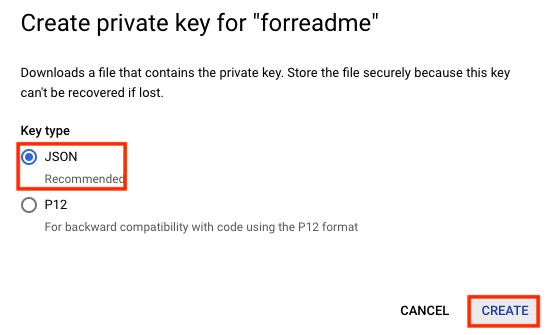 Create private key for "forreadme"
Downloads a file that contains the private key. Store the file securely because this key
can't be recovered if lost.
Key type
JSON
Recommended
P12
For backward compatibility with code using the P12 format
CANCEL CREATE